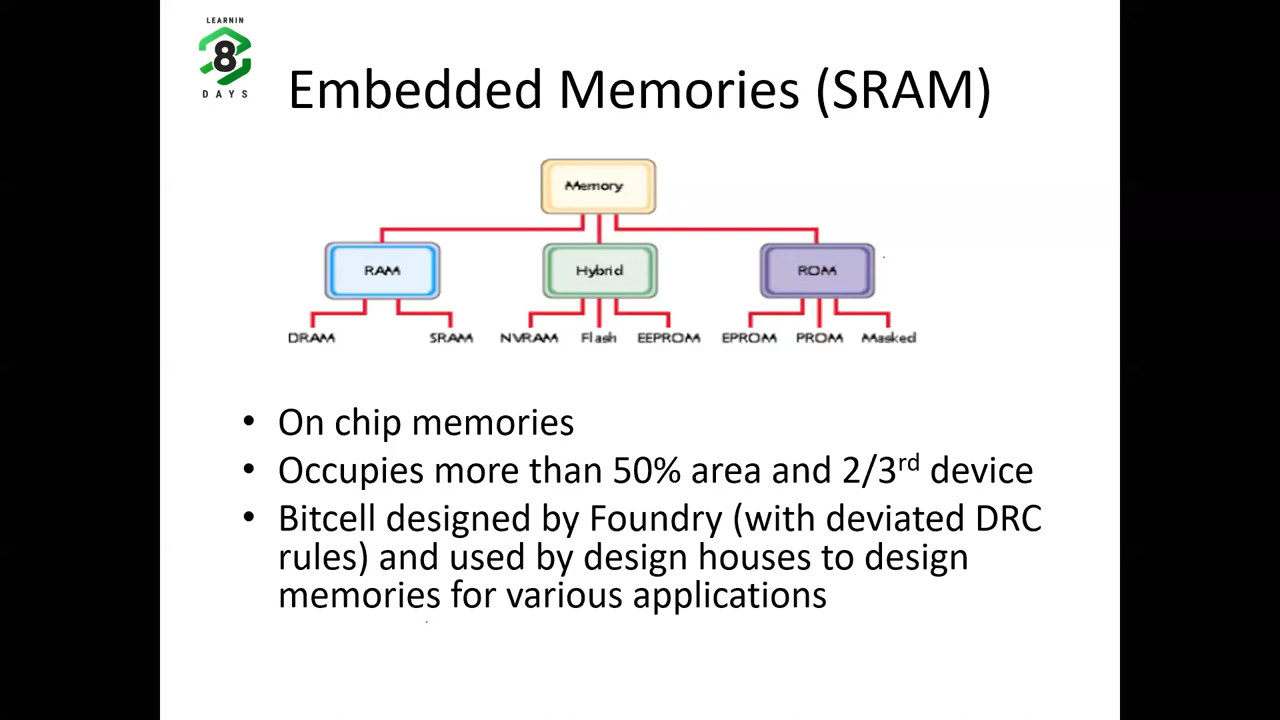 LEARNIN
8
DAYS
Embedded Memories (SRAM)
Memory
RAM
Hybrid
ROM
DRAM
SRAM
NVRAM
Flash
EEPROM
EPROM
PROM
Masked
• On chip memories
• Occupies more than 50% area and 2/3rd device
• Bitcell designed by Foundry (with deviated DRC
rules) and used by design houses to design
memories for various applications